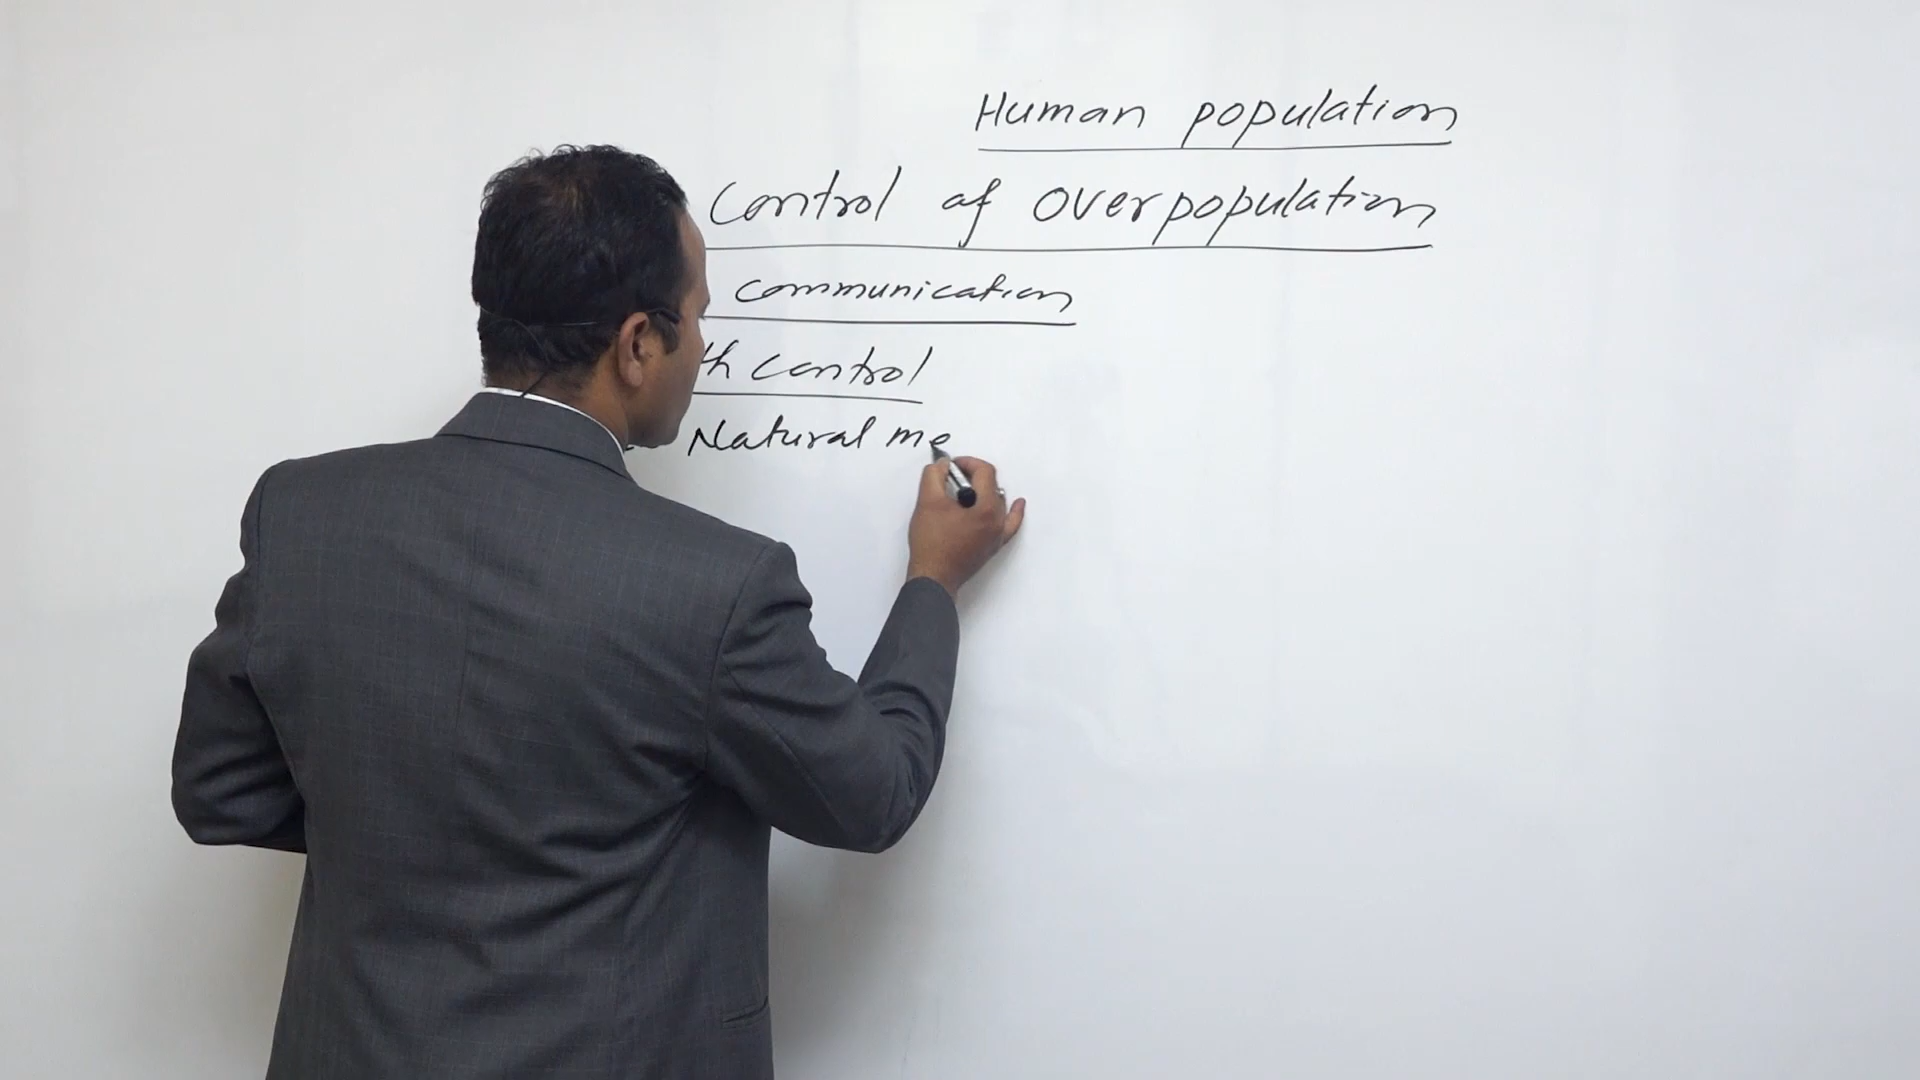 Human population
Control of overpopulation
communication
th control
Natural me